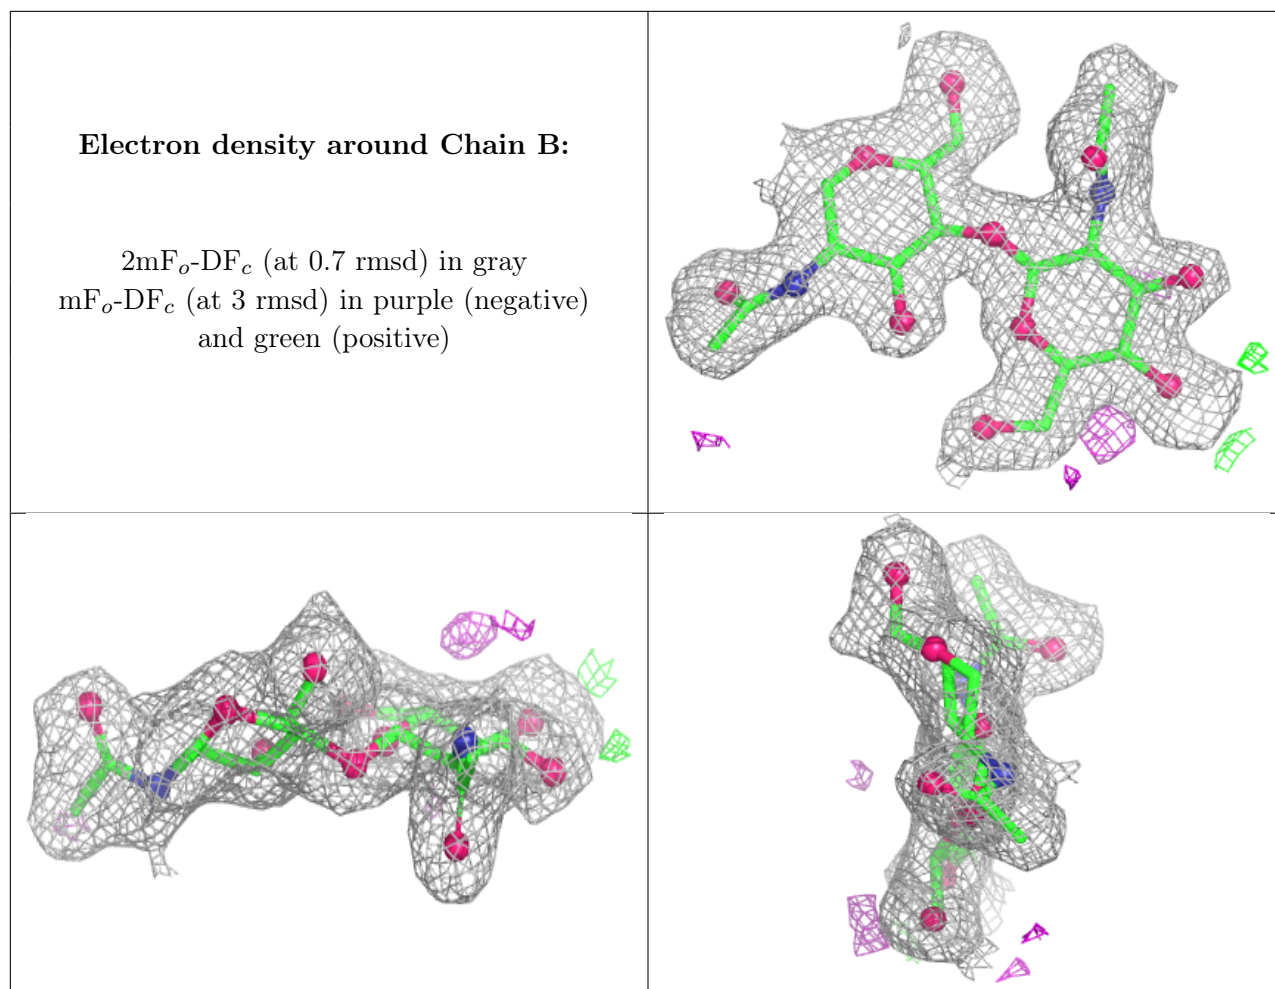 Electron density around Chain B:
2mFo-DFc (at 0.7 rmsd) in gray
mFo-DFc (at 3 rmsd) in purple (negative)
and green (positive)